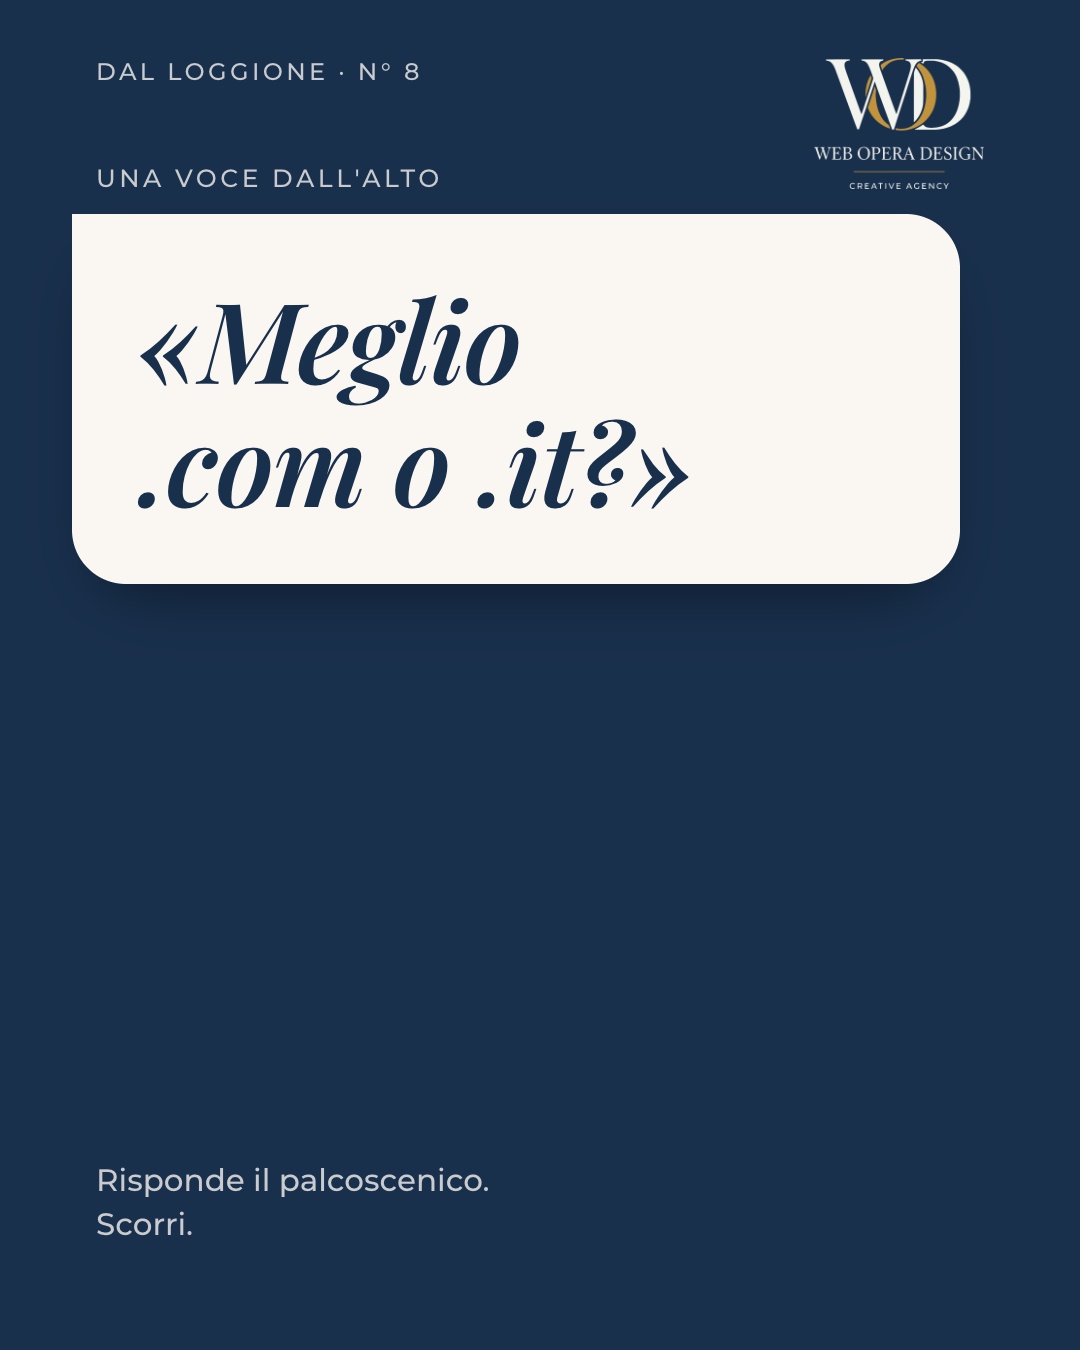 DAL LOGGIONE · N° 8
WOD
WEB OPERA DESIGN
CREATIVE AGENCY
UNA VOCE DALL'ALTO
«Meglio
.com o .it?»
Risponde il palcoscenico.
Scorri.